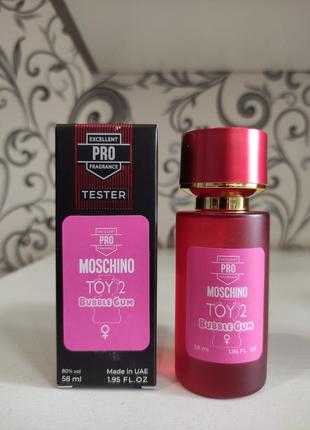 EXCELLENT
PRO
FRAGRANCE
TESTER
EXCELLENT
PRO
FRAGRANCE
MOSCHINO
TOY 2
BUBBLE GUM
80% vol
58 ml
Made in UAE
1.95 FL.OZ
EXCELLENT
PRO
FRAGRANCE
MOSCHINO
TOY 2
BUBBLE GUM
58 ml
1.95 FL.OZ